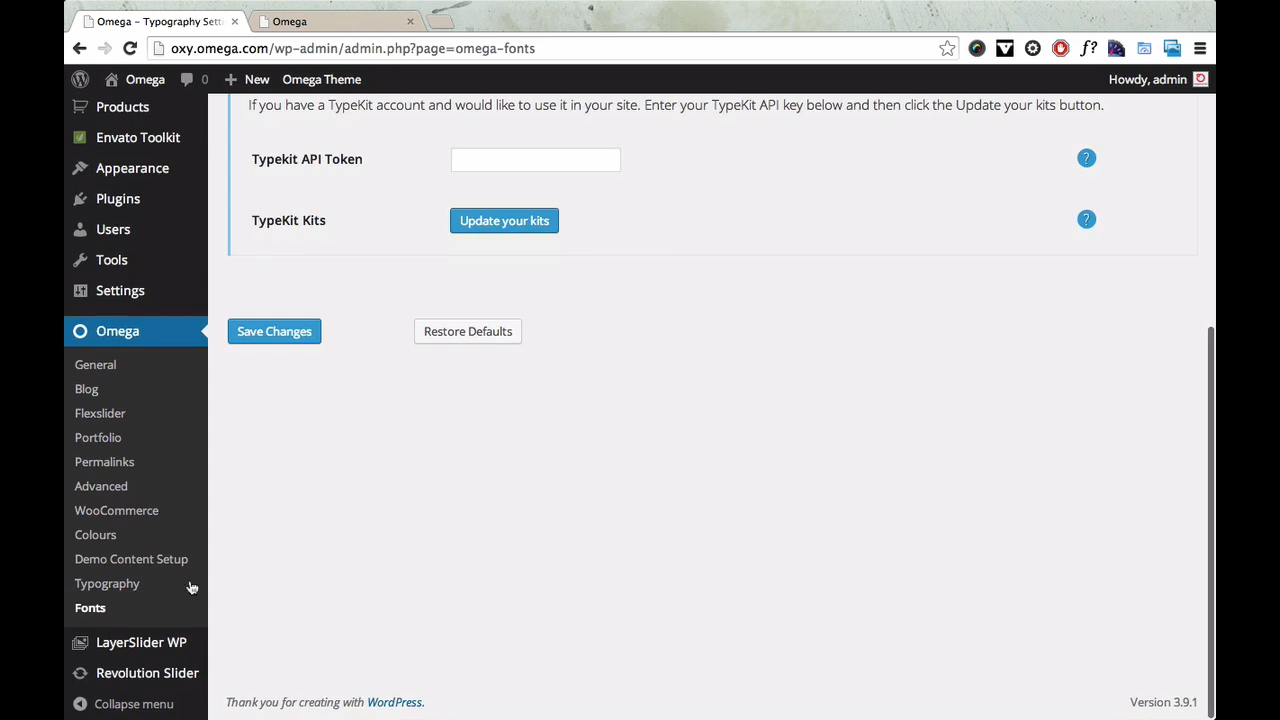 Omega – Typography Sett
Omega
oxy.omega.com/wp-admin/admin.php?page=omega-fonts
f?
Omega
0
New
Omega Theme
Howdy, admin
Products
Envato Toolkit
Appearance
Plugins
Users
Tools
Settings
Omega
General
Blog
Flexslider
Portfolio
Permalinks
Advanced
WooCommerce
Colours
Demo Content Setup
Typography
Fonts
LayerSlider WP
Revolution Slider
Collapse menu
If you have a TypeKit account and would like to use it in your site. Enter your TypeKit API key below and then click the Update your kits button.
Typekit API Token
?
TypeKit Kits
Update your kits
?
Save Changes
Restore Defaults
Thank you for creating with WordPress.
Version 3.9.1